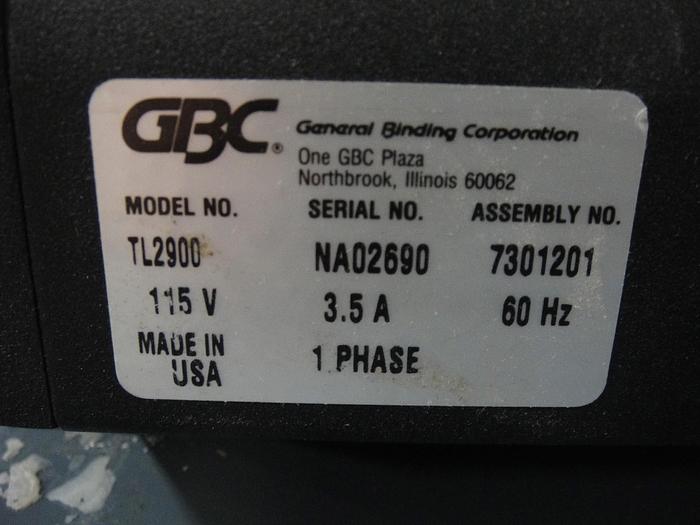 GBC® General Binding Corporation
One GBC Plaza
Northbrook, Illinois 60062
MODEL NO. SERIAL NO. ASSEMBLY NO.
TL2900 NA02690 7301201
115 V 3.5 A 60 Hz
MADE IN USA 1 PHASE